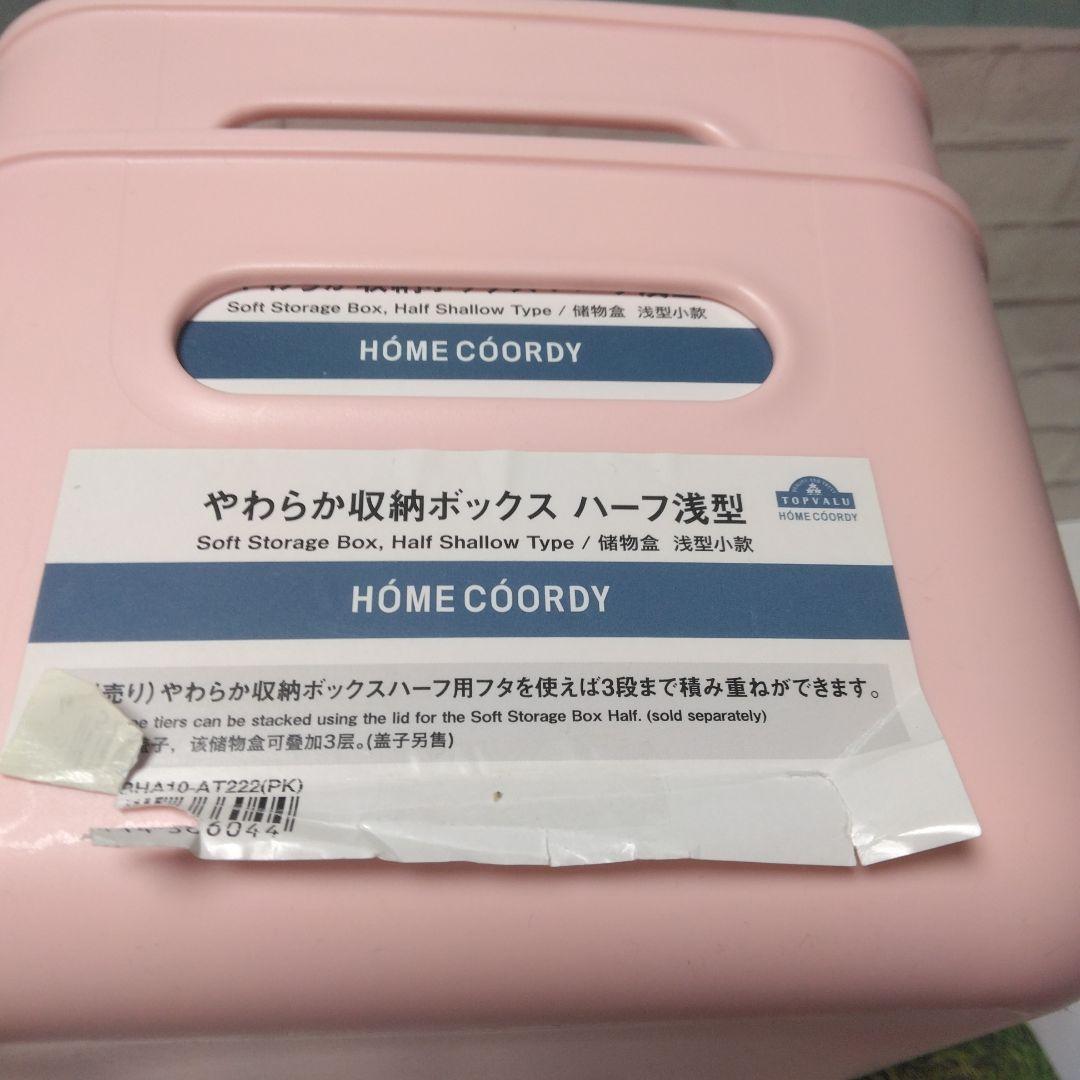 Soft Storage Box, Half Shallow Type / 储物盒 浅型小款
HÓME CÓORDY
やわらか収納ボックス ハーフ浅型
TOPVALU
HÓME CÓORDY
Soft Storage Box, Half Shallow Type / 储物盒 浅型小款
HÓME CÓORDY
売り)やわらか収納ボックスハーフ用フタを使えば3段まで積み重ねができます。
tiers can be stacked using the lid for the Soft Storage Box Half. (sold separately)
盖子，该储物盒可叠加3层。(盖子另售)
HA10-AT222(PK)